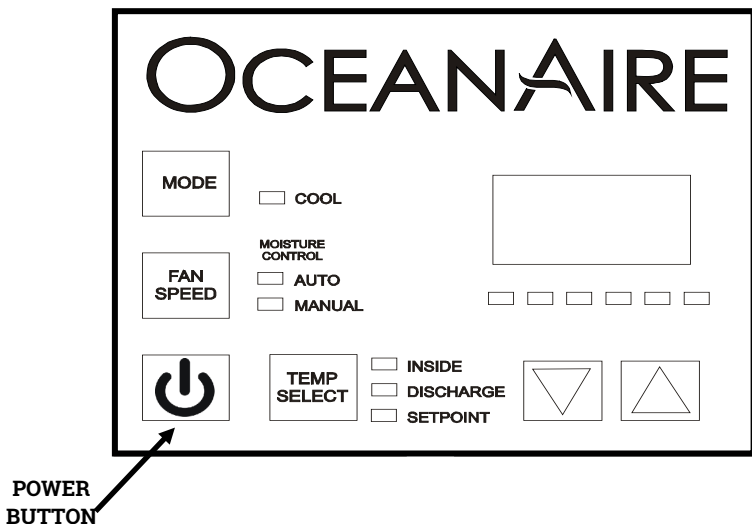 OCEANAIRE
MODE
COOL
MOISTURE
CONTROL
FAN
SPEED
AUTO
MANUAL
TEMP
SELECT
INSIDE
DISCHARGE
SETPOINT
POWER
BUTTON